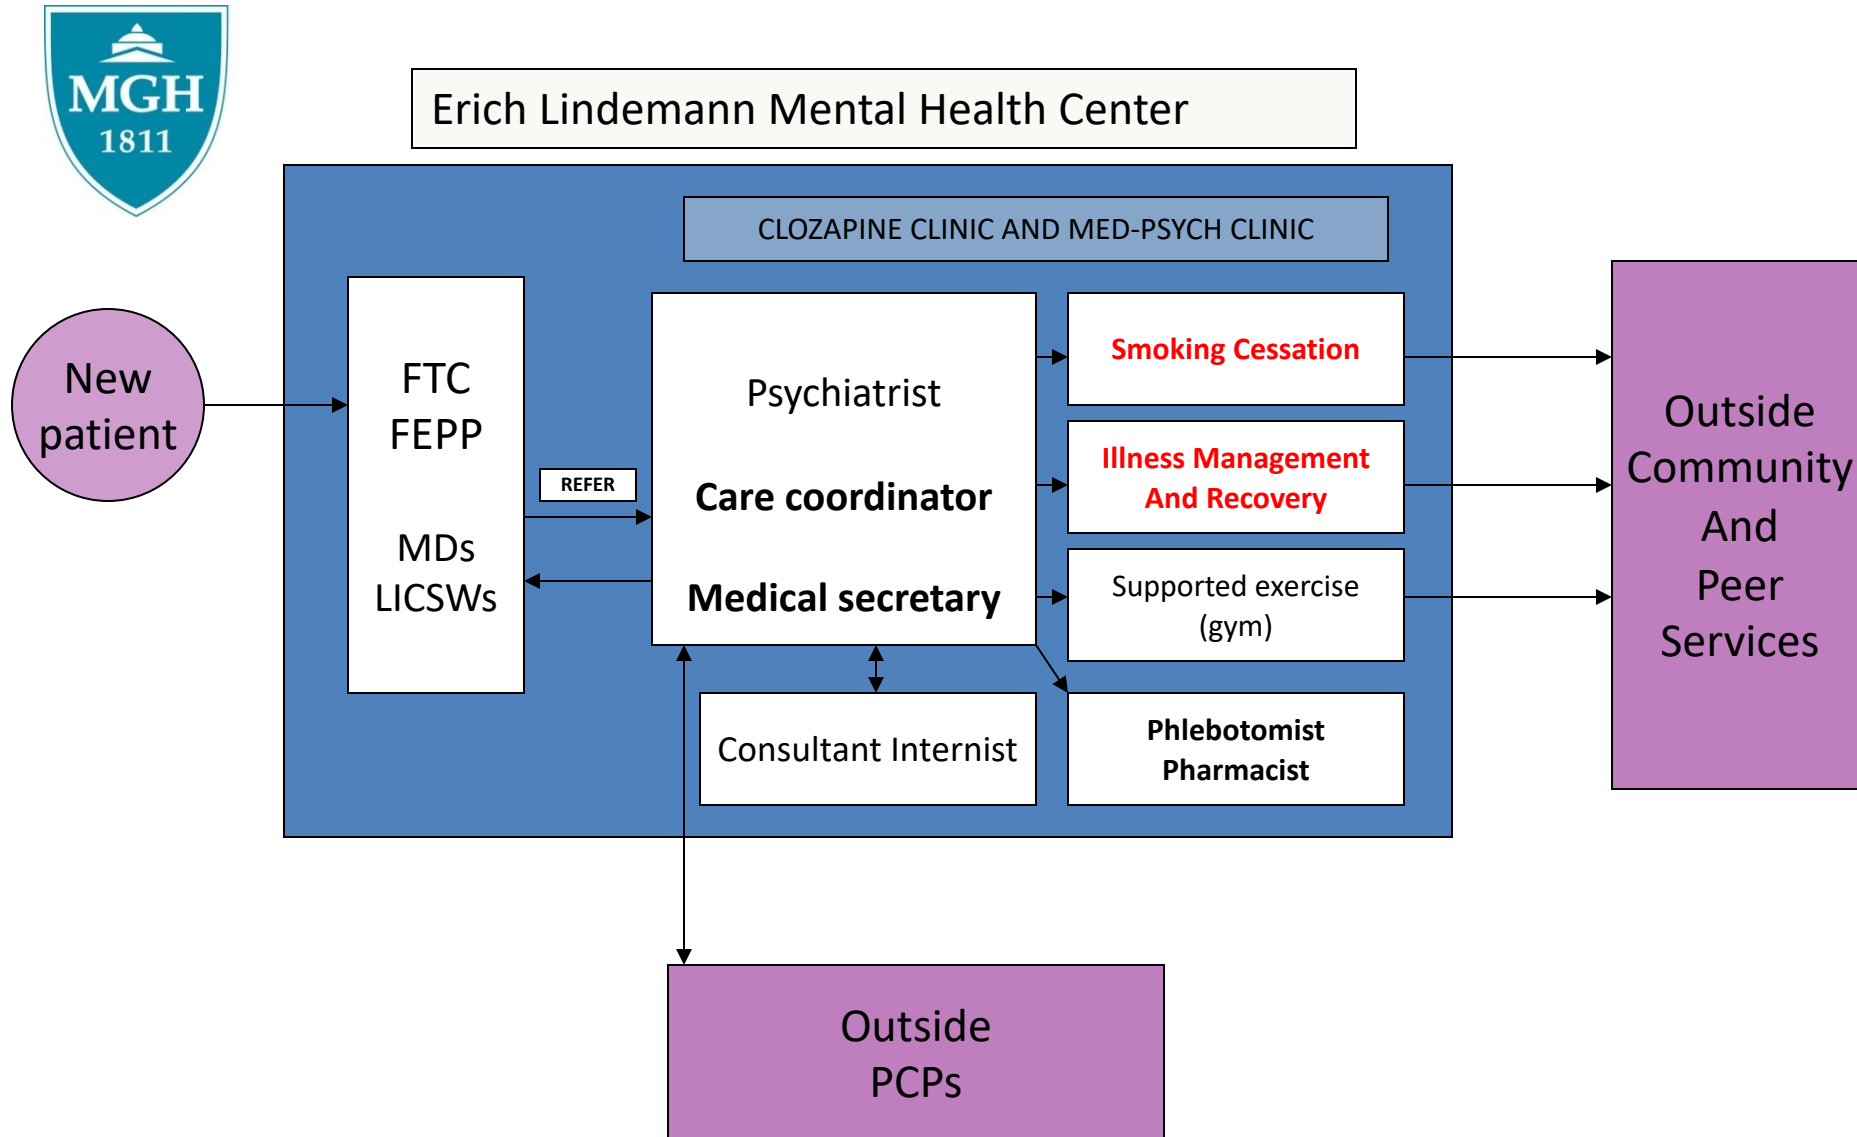 MGH
1811
Erich Lindemann Mental Health Center
CLOZAPINE CLINIC AND MED-PSYCH CLINIC
New
patient
FTC
FEPP
MDs
LICSWs
REFER
Psychiatrist
Care coordinator
Medical secretary
Smoking Cessation
Illness Management
And Recovery
Supported exercise
(gym)
Consultant Internist
Phlebotomist
Pharmacist
Outside
Community
And
Peer
Services
Outside
PCPs